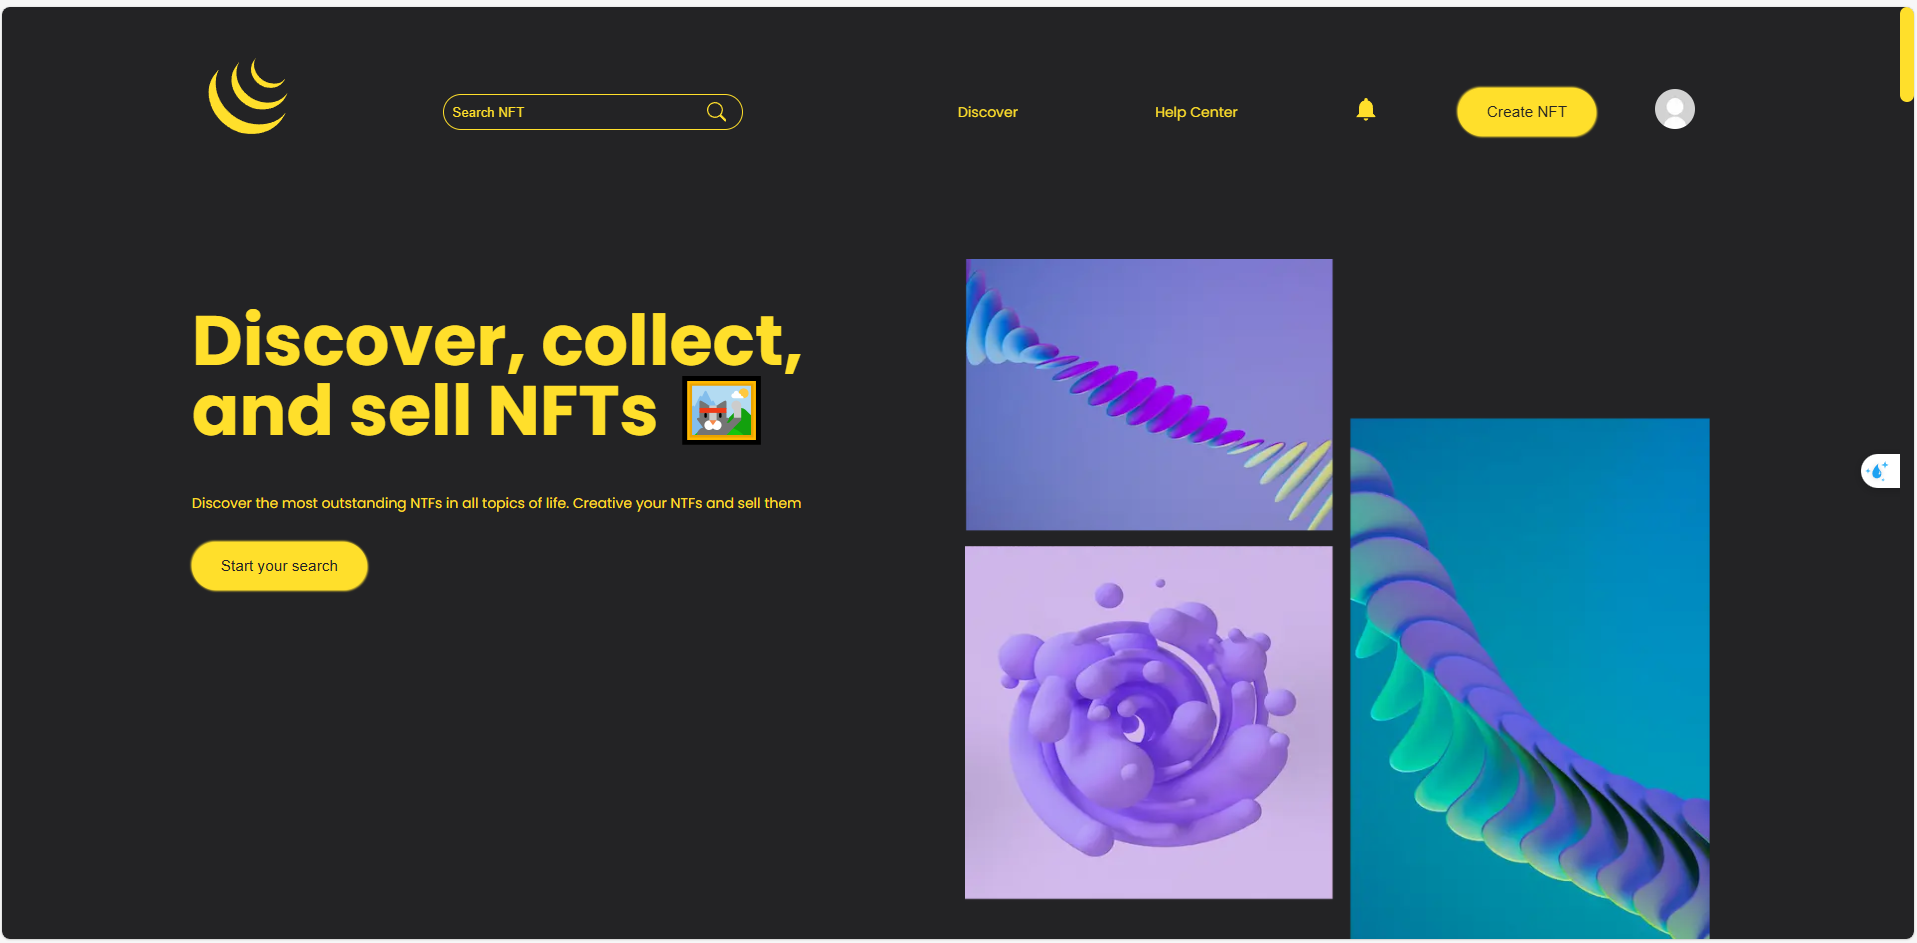 Search NFT
Discover
Help Center
Create NFT
Discover, collect,
and sell NFTs
Discover the most outstanding NTFs in all topics of life. Creative your NTFs and sell them
Start your search